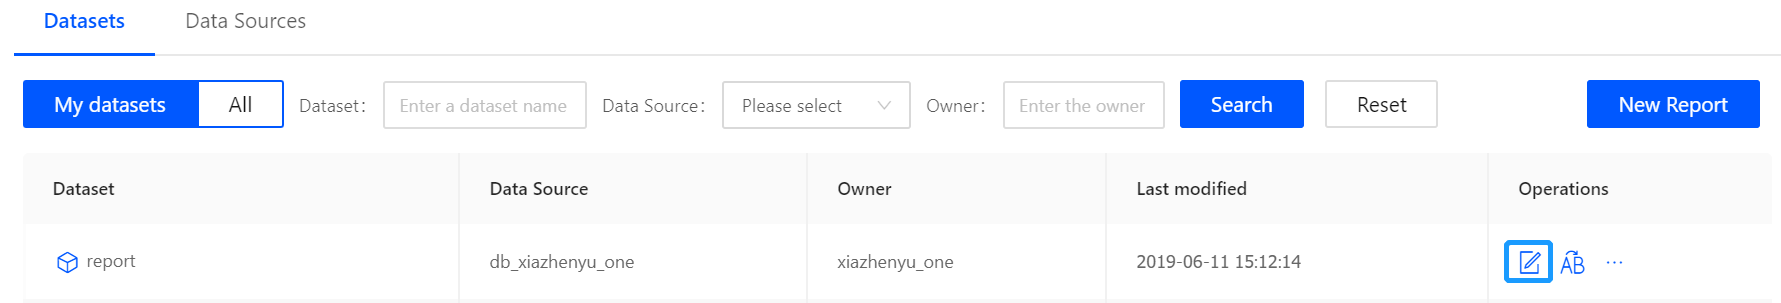 Datasets Data Sources
My datasets All Dataset: Enter a dataset name Data Source: Please select Owner: Enter the owner Search Reset New Report
Dataset Data Source Owner Last modified Operations
report db_xiazhenyu_one xiazhenyu_one 2019-06-11 15:12:14 AB ...